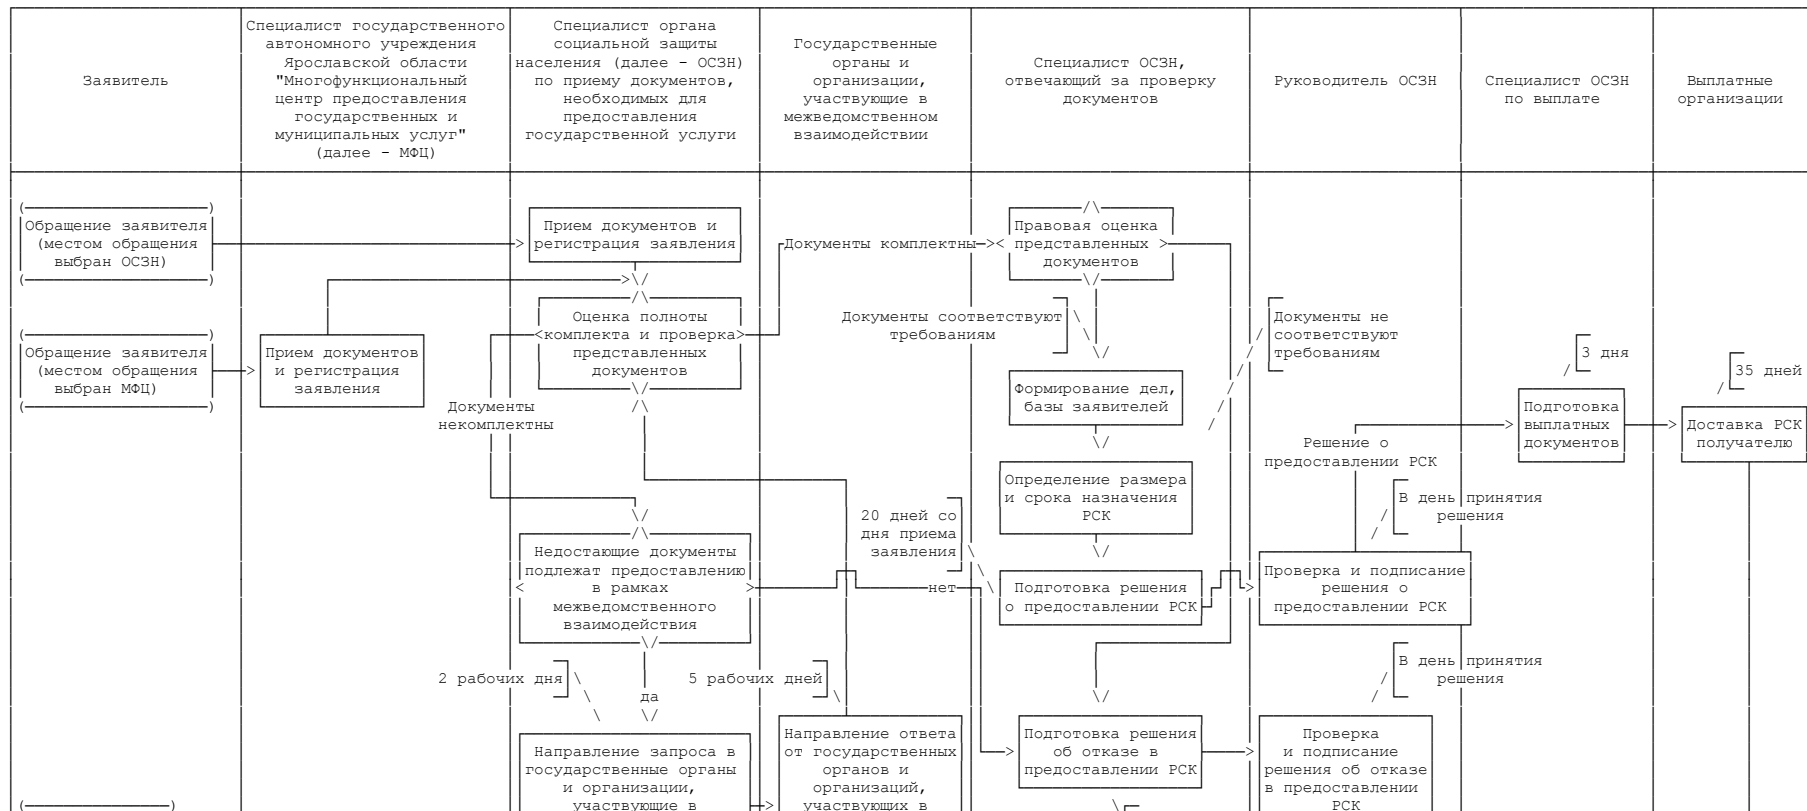 Заявитель
Специалист государственного
автономного учреждения
Ярославской области
"Многофункциональный
центр предоставления
государственных и
муниципальных услуг"
(далее - МФЦ)
Специалист органа
социальной защиты
населения (далее - ОСЗН)
по приему документов,
необходимых для
предоставления
государственной услуги
Государственные
органы и
организации,
участвующие в
межведомственном
взаимодействии
Специалист ОСЗН,
отвечающий за проверку
документов
Руководитель ОСЗН
Специалист ОСЗН
по выплате
Выплатные
организации
Обращение заявителя
(местом обращения
выбран ОСЗН)
Прием документов и
регистрация заявления
Документы комплектны
Правовая оценка
представленных
документов
Оценка полноты
комплекта и проверка
представленных
документов
Документы соответствуют
требованиям
Документы не
соответствуют
требованиям
Обращение заявителя
(местом обращения
выбран МФЦ)
Прием документов
и регистрация
заявления
3 дня
35 дней
Документы
некомплектны
Формирование дел,
базы заявителей
Подготовка
выплатных
документов
Доставка РСК
получателю
Решение о
предоставлении РСК
Определение размера
и срока назначения
РСК
В день принятия
решения
20 дней со
дня приема
заявления
Недостающие документы
подлежат предоставлению
в рамках
межведомственного
взаимодействия
нет
Подготовка решения
о предоставлении РСК
Проверка и подписание
решения о
предоставлении РСК
2 рабочих дня
да
5 рабочих дней
В день принятия
решения
Направление запроса в
государственные органы
и организации,
участвующие в
Направление ответа
от государственных
органов и
организаций,
участвующих в
Подготовка решения
об отказе в
предоставлении РСК
Проверка
и подписание
решения об отказе
в предоставлении
РСК